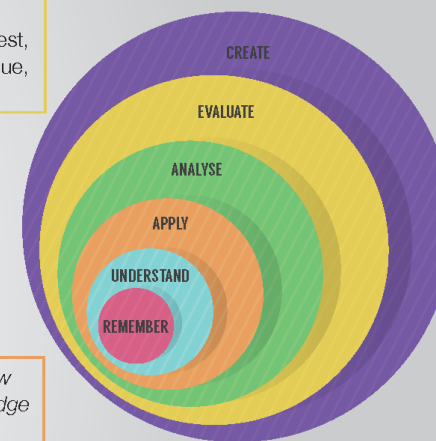 est,
ue,
CREATE
EVALUATE
ANALYSE
APPLY
UNDERSTAND
REMEMBER
w
dge